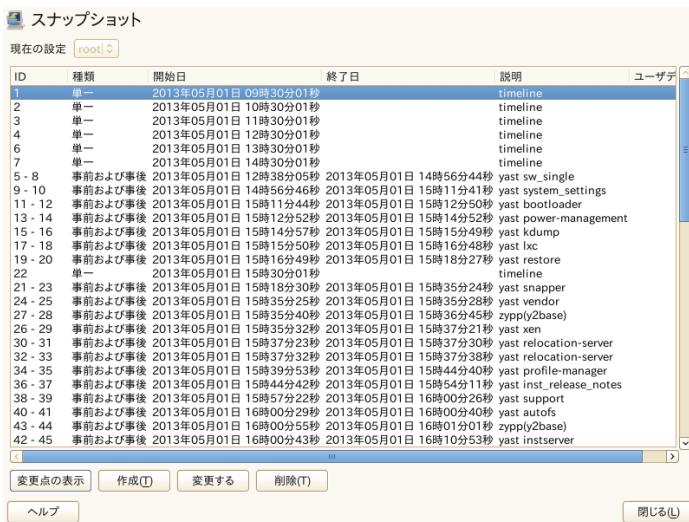 スナップショット
現在の設定 root
ID 種類 開始日 終了日 説明 ユーザデ
1 単一 2013年05月01日 09時30分01秒 timeline
2 単一 2013年05月01日 10時30分01秒 timeline
3 単一 2013年05月01日 11時30分01秒 timeline
4 単一 2013年05月01日 12時30分01秒 timeline
6 単一 2013年05月01日 13時30分01秒 timeline
7 単一 2013年05月01日 14時30分01秒 timeline
5 - 8 事前および事後 2013年05月01日 12時38分05秒 2013年05月01日 14時56分44秒 yast sw_single
9 - 10 事前および事後 2013年05月01日 14時56分46秒 2013年05月01日 15時11分41秒 yast system_settings
11 - 12 事前および事後 2013年05月01日 15時11分44秒 2013年05月01日 15時12分50秒 yast bootloader
13 - 14 事前および事後 2013年05月01日 15時12分52秒 2013年05月01日 15時14分52秒 yast power-management
15 - 16 事前および事後 2013年05月01日 15時14分57秒 2013年05月01日 15時15分49秒 yast kdump
17 - 18 事前および事後 2013年05月01日 15時15分50秒 2013年05月01日 15時16分48秒 yast lxc
19 - 20 事前および事後 2013年05月01日 15時16分49秒 2013年05月01日 15時18分27秒 yast restore
22 単一 2013年05月01日 15時30分01秒 timeline
21 - 23 事前および事後 2013年05月01日 15時18分30秒 2013年05月01日 15時35分24秒 yast snapper
24 - 25 事前および事後 2013年05月01日 15時35分25秒 2013年05月01日 15時35分28秒 yast vendor
27 - 28 事前および事後 2013年05月01日 15時35分40秒 2013年05月01日 15時36分45秒 zypp(y2base)
26 - 29 事前および事後 2013年05月01日 15時35分32秒 2013年05月01日 15時37分21秒 yast xen
30 - 31 事前および事後 2013年05月01日 15時37分23秒 2013年05月01日 15時37分30秒 yast relocation-server
32 - 33 事前および事後 2013年05月01日 15時37分32秒 2013年05月01日 15時37分38秒 yast relocation-server
34 - 35 事前および事後 2013年05月01日 15時39分53秒 2013年05月01日 15時44分40秒 yast profile-manager
36 - 37 事前および事後 2013年05月01日 15時44分42秒 2013年05月01日 15時54分11秒 yast inst_release_notes
38 - 39 事前および事後 2013年05月01日 15時57分22秒 2013年05月01日 16時00分26秒 yast support
40 - 41 事前および事後 2013年05月01日 16時00分29秒 2013年05月01日 16時00分40秒 yast autofs
43 - 44 事前および事後 2013年05月01日 16時00分55秒 2013年05月01日 16時01分01秒 zypp(y2base)
42 - 45 事前および事後 2013年05月01日 16時00分43秒 2013年05月01日 16時10分53秒 yast instserver
変更点の表示 作成(T) 変更する 削除(T)
ヘルプ 閉じる(L)